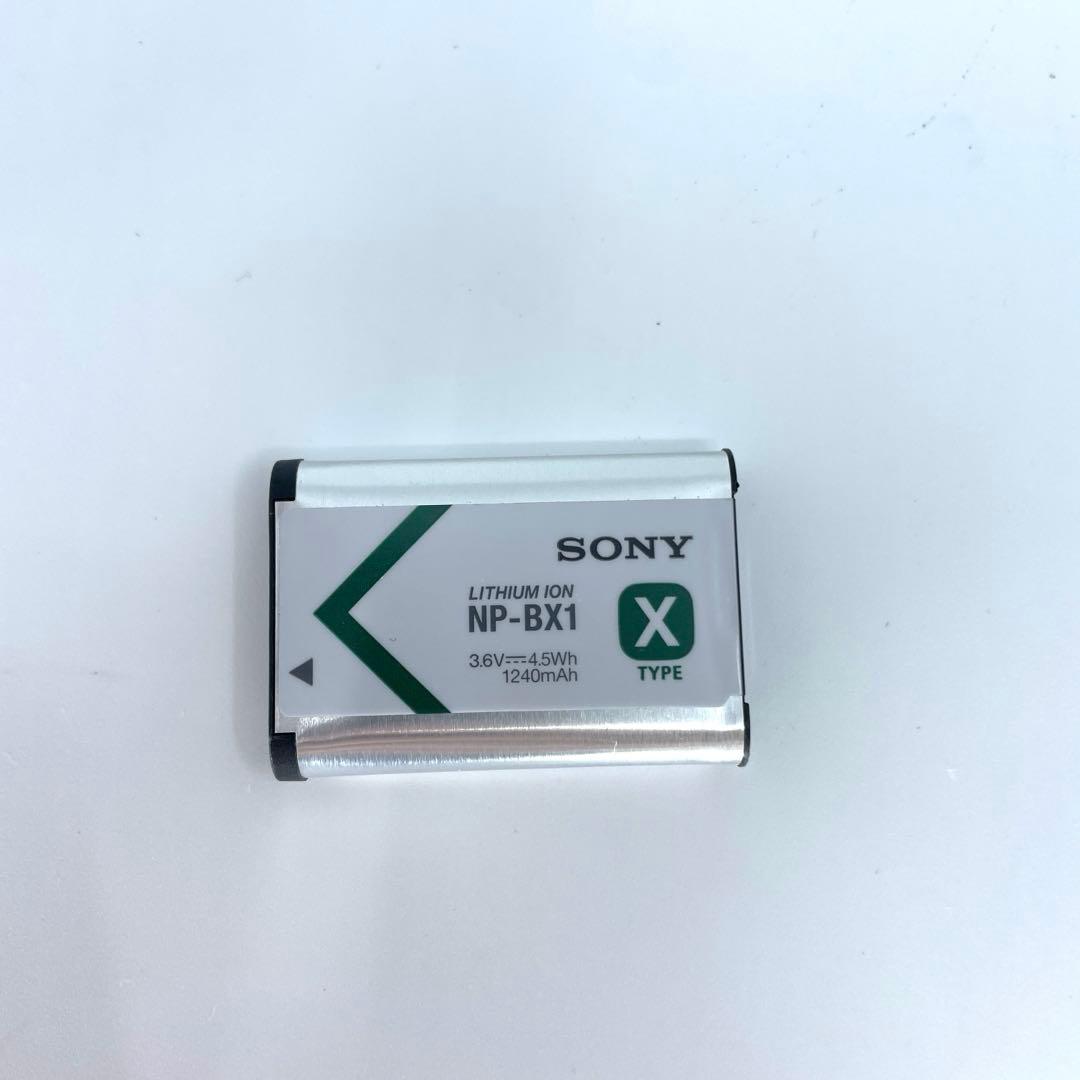 SONY
LITHIUM ION
NP-BX1
3.6V⎓4.5Wh
1240mAh
X
TYPE